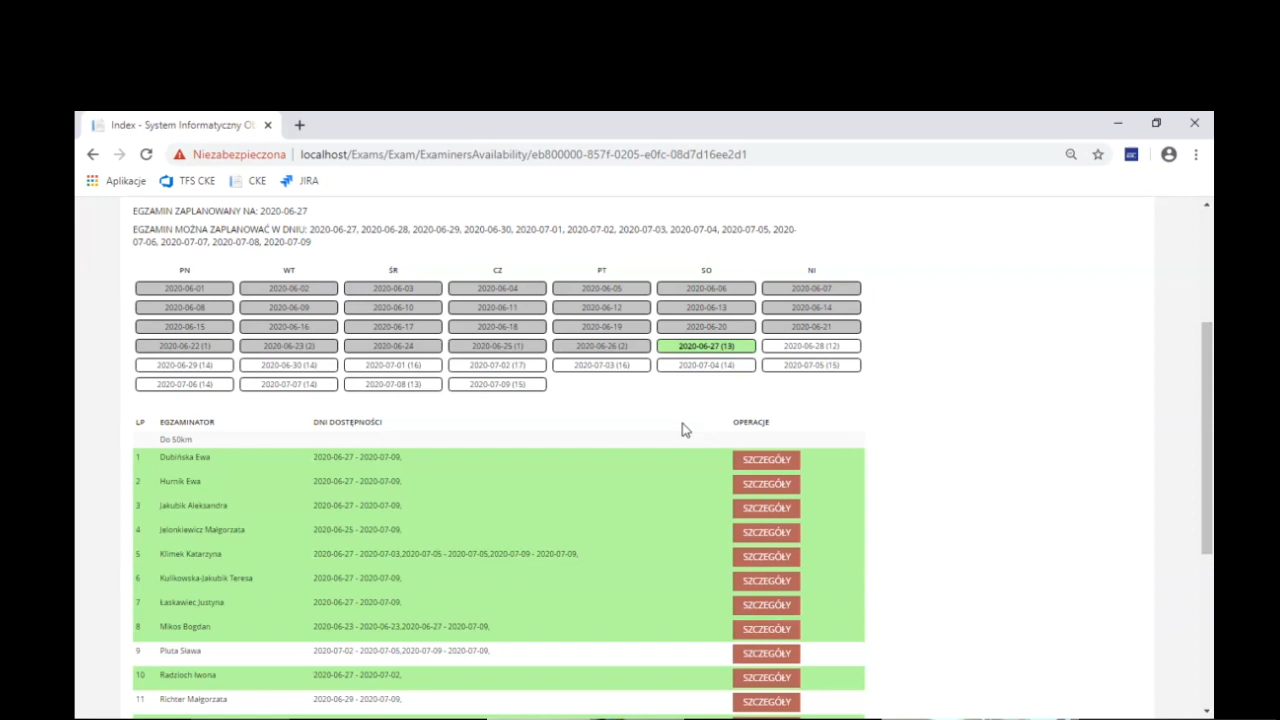 Index - System Informatyczny O
Niezabezpieczona | localhost/Exams/Exam/ExaminersAvailability/eb800000-857f-0205-e0fc-08d7d16ee2d1
Aplikacje TFS CKE CKE JIRA
EGZAMIN ZAPLANOWANY NA: 2020-06-27
EGZAMIN MOŻNA ZAPLANOWAĆ W DNIU: 2020-06-27, 2020-06-28, 2020-06-29, 2020-06-30, 2020-07-01, 2020-07-02, 2020-07-03, 2020-07-04, 2020-07-05, 2020-
07-06, 2020-07-07, 2020-07-08, 2020-07-09
PN WT ŚR CZ PT SO NI
2020-06-01 2020-06-02 2020-06-03 2020-06-04 2020-06-05 2020-06-06 2020-06-07
2020-06-08 2020-06-09 2020-06-10 2020-06-11 2020-06-12 2020-06-13 2020-06-14
2020-06-15 2020-06-16 2020-06-17 2020-06-18 2020-06-19 2020-06-20 2020-06-21
2020-06-22 (1) 2020-06-23 (2) 2020-06-24 2020-06-25 (1) 2020-06-26 (2) 2020-06-27 (13) 2020-06-28 (12)
2020-06-29 (14) 2020-06-30 (14) 2020-07-01 (16) 2020-07-02 (17) 2020-07-03 (16) 2020-07-04 (14) 2020-07-05 (15)
2020-07-06 (14) 2020-07-07 (14) 2020-07-08 (13) 2020-07-09 (15)
LP EGZAMINATOR DNI DOSTĘPNOŚCI OPERACJE
Do 50km
1 Dubińska Ewa 2020-06-27 - 2020-07-09, SZCZEGÓŁY
2 Hurnik Ewa 2020-06-27 - 2020-07-09, SZCZEGÓŁY
3 Jakubik Aleksandra 2020-06-27 - 2020-07-09, SZCZEGÓŁY
4 Jelonkiewicz Małgorzata 2020-06-25 - 2020-07-09, SZCZEGÓŁY
5 Klimek Katarzyna 2020-06-27 - 2020-07-03,2020-07-05 - 2020-07-05,2020-07-09 - 2020-07-09, SZCZEGÓŁY
6 Kulikowska-Jakubik Teresa 2020-06-27 - 2020-07-09, SZCZEGÓŁY
7 Łaskawiec Justyna 2020-06-27 - 2020-07-09, SZCZEGÓŁY
8 Mikos Bogdan 2020-06-23 - 2020-06-23,2020-06-27 - 2020-07-09, SZCZEGÓŁY
9 Pluta Sława 2020-07-02 - 2020-07-05,2020-07-09 - 2020-07-09, SZCZEGÓŁY
10 Radzioch Iwona 2020-06-27 - 2020-07-02, SZCZEGÓŁY
11 Richter Małgorzata 2020-06-29 - 2020-07-09, SZCZEGÓŁY